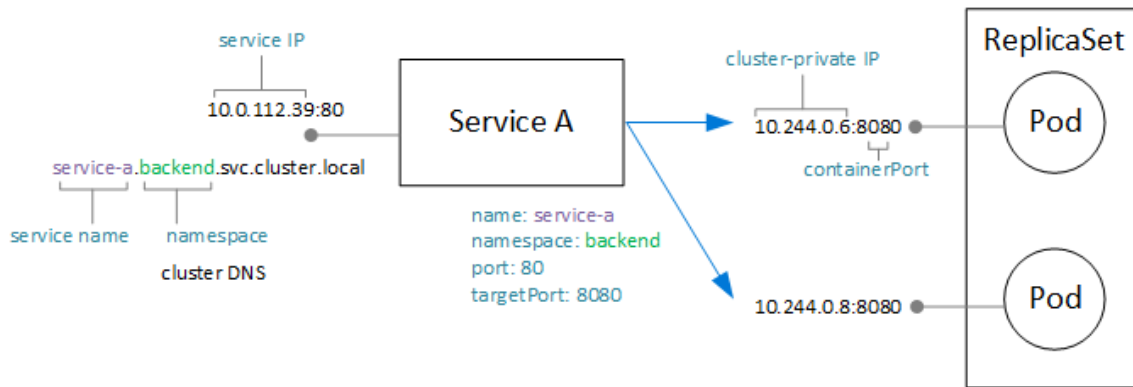 service IP
10.0.112.39:80
service-a.backend.svc.cluster.local
service name
namespace
cluster DNS
Service A
name: service-a
namespace: backend
port: 80
targetPort: 8080
cluster-private IP
10.244.0.6:8080
containerPort
10.244.0.8:8080
ReplicaSet
Pod
Pod